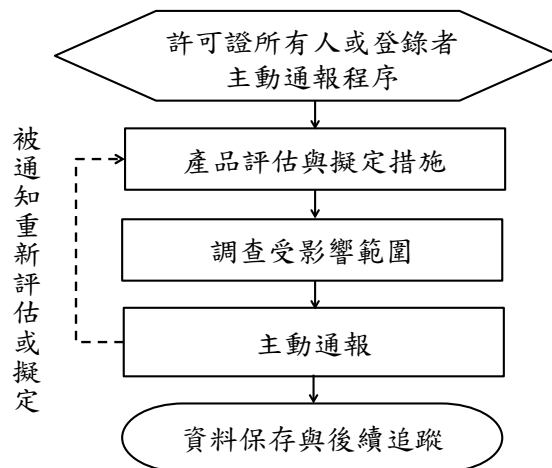 許可證所有人或登錄者
主動通報程序
產品評估與擬定措施
調查受影響範圍
主動通報
資料保存與後續追蹤
被通知重新評估或擬定